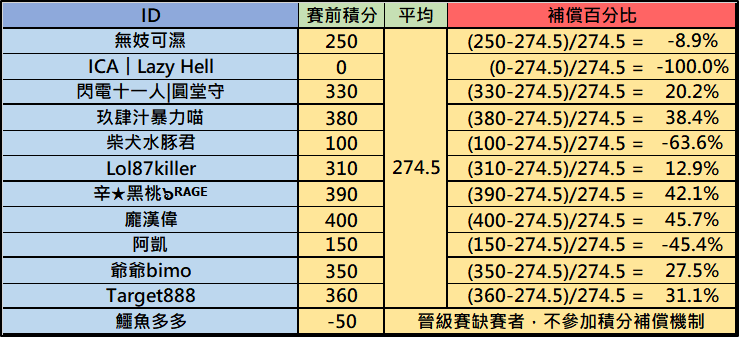 ID 賽前積分 平均 補償百分比
無妓可濕 250 (250-274.5)/274.5 = -8.9%
ICA｜Lazy Hell 0 (0-274.5)/274.5 = -100.0%
閃電十一人|圓堂守 330 (330-274.5)/274.5 = 20.2%
玖肆汁暴力喵 380 (380-274.5)/274.5 = 38.4%
柴犬水豚君 100 (100-274.5)/274.5 = -63.6%
Lol87killer 310 274.5 (310-274.5)/274.5 = 12.9%
辛★黑桃ঌᴿᴬᴳᴱ 390 (390-274.5)/274.5 = 42.1%
龐漢偉 400 (400-274.5)/274.5 = 45.7%
阿凱 150 (150-274.5)/274.5 = -45.4%
爺爺bimo 350 (350-274.5)/274.5 = 27.5%
Target888 360 (360-274.5)/274.5 = 31.1%
鱷魚多多 -50 晉級賽缺賽者，不參加積分補償機制